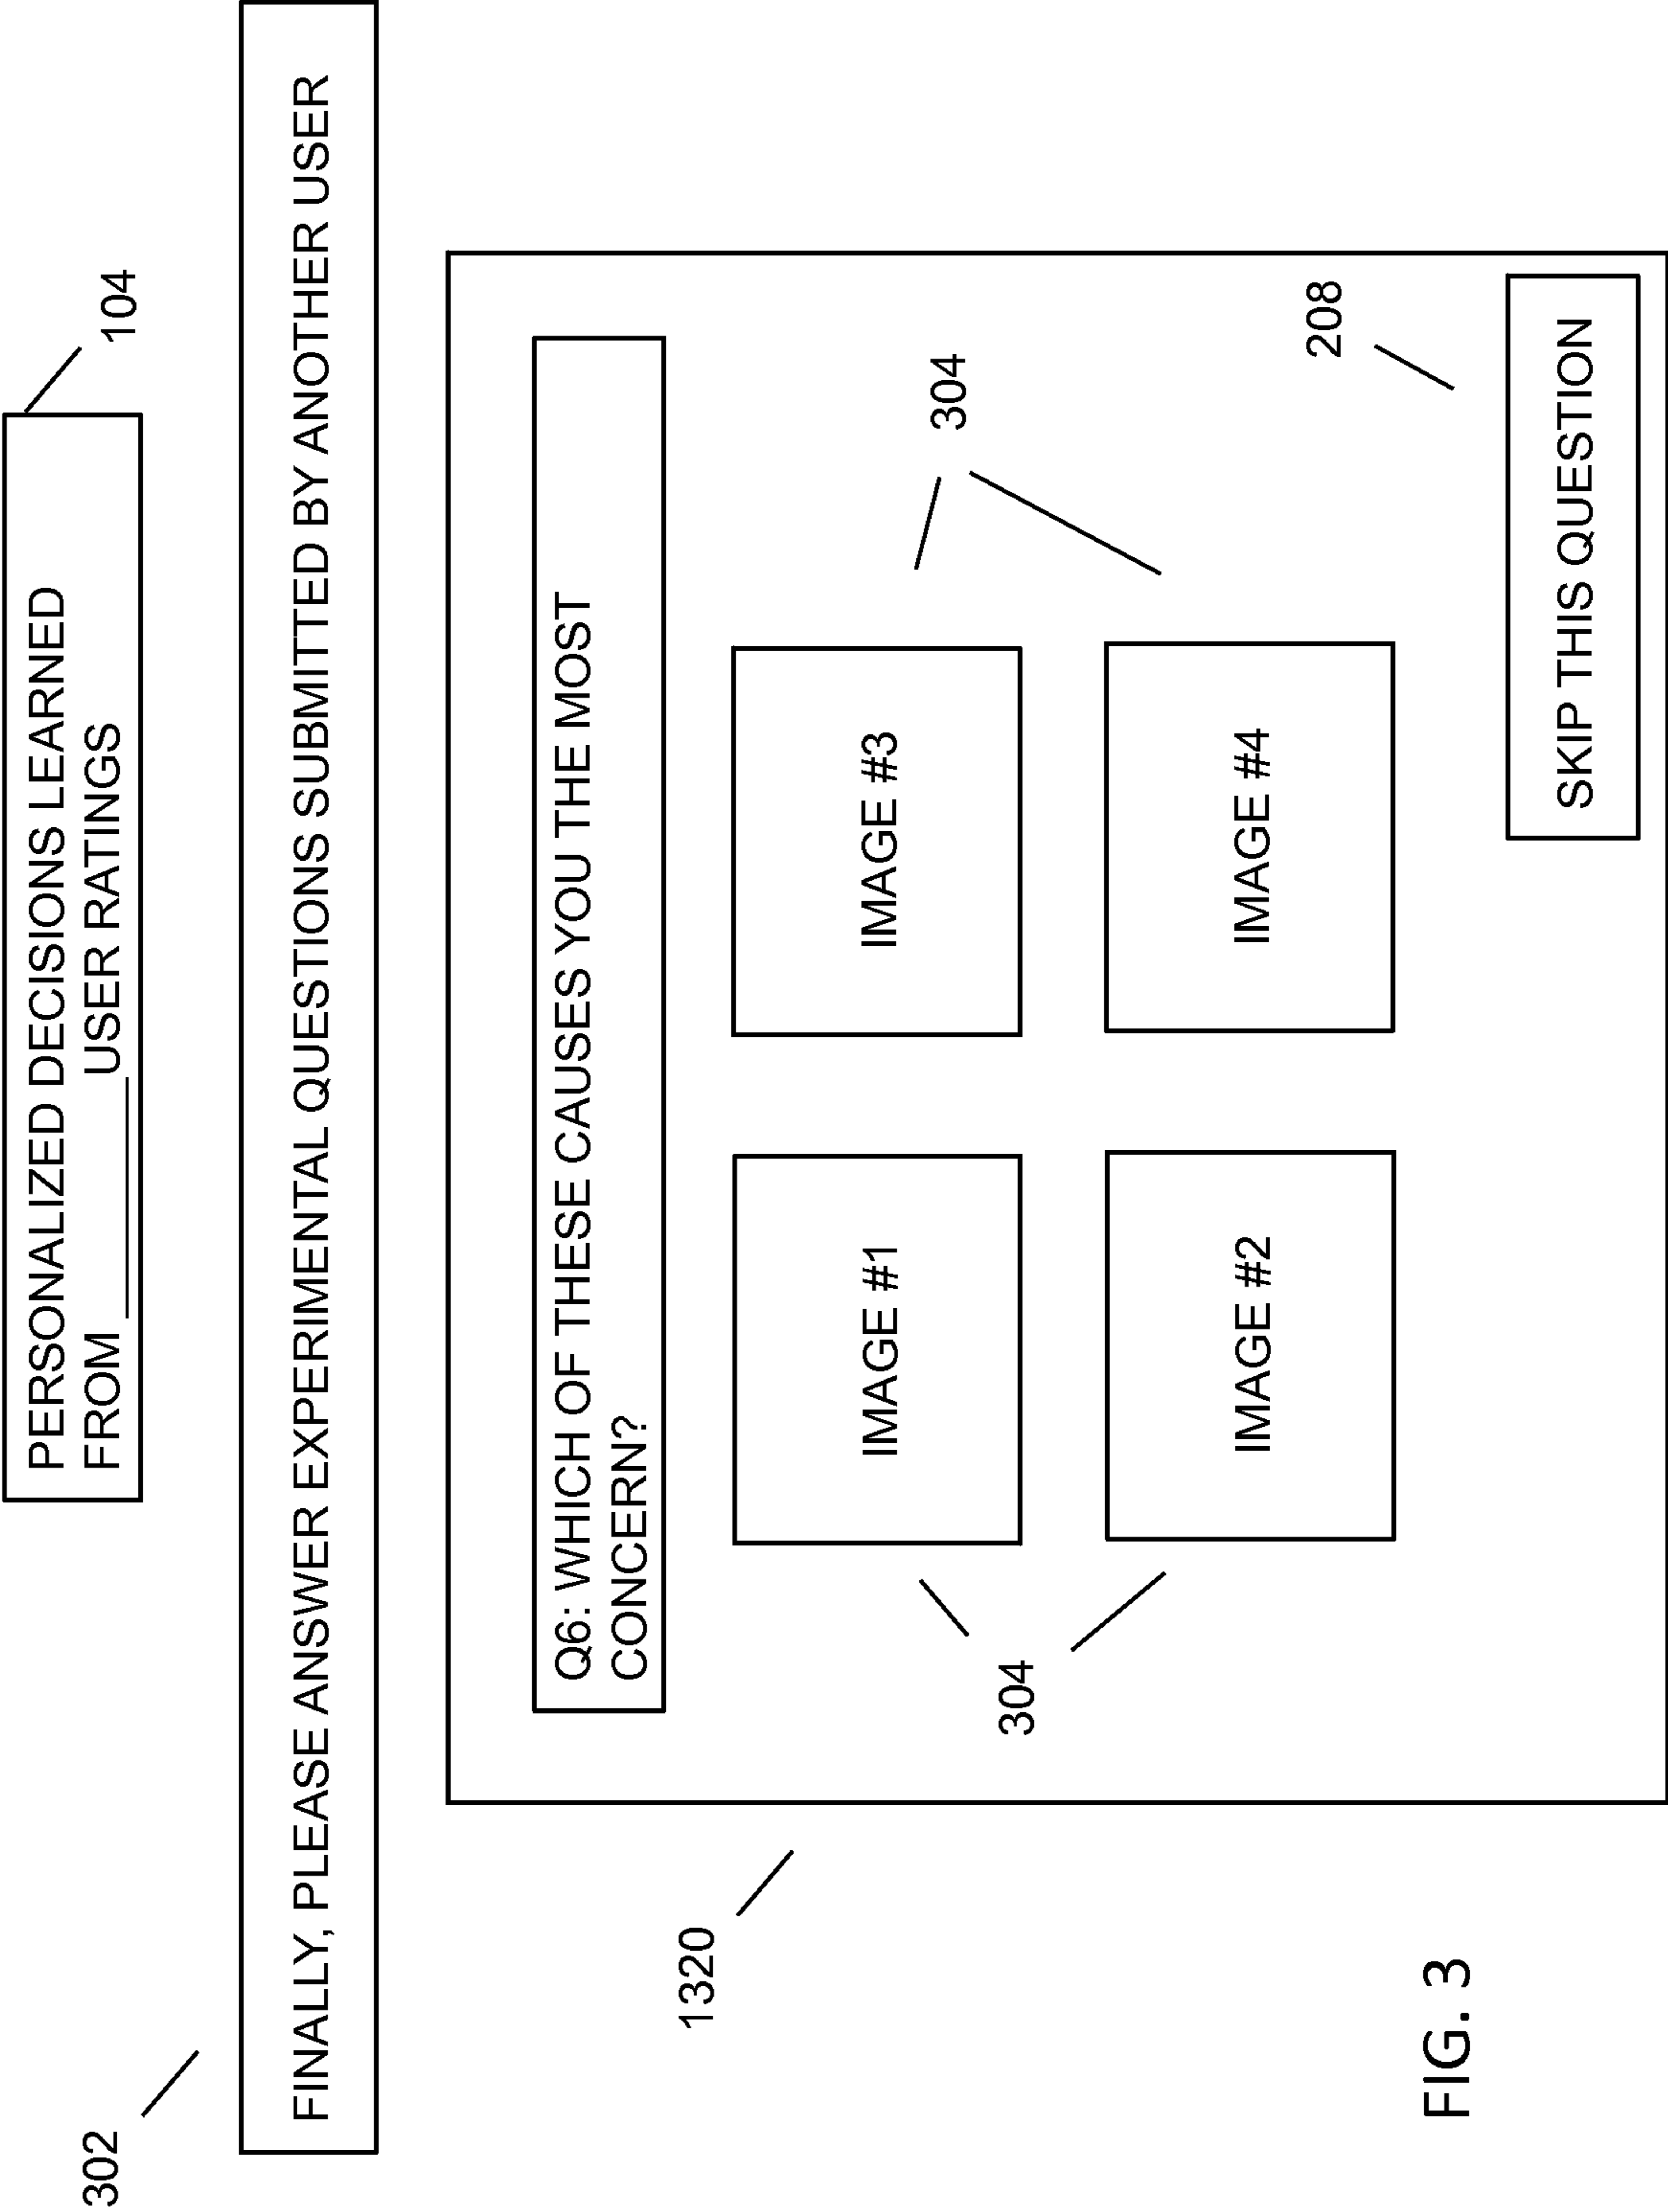 PERSONALIZED DECISIONS LEARNED
FROM __________ USER RATINGS
104
302
FINALLY, PLEASE ANSWER EXPERIMENTAL QUESTIONS SUBMITTED BY ANOTHER USER
1320
Q6: WHICH OF THESE CAUSES YOU THE MOST
CONCERN?
IMAGE #1
IMAGE #3
304
304
IMAGE #2
IMAGE #4
208
SKIP THIS QUESTION
FIG. 3